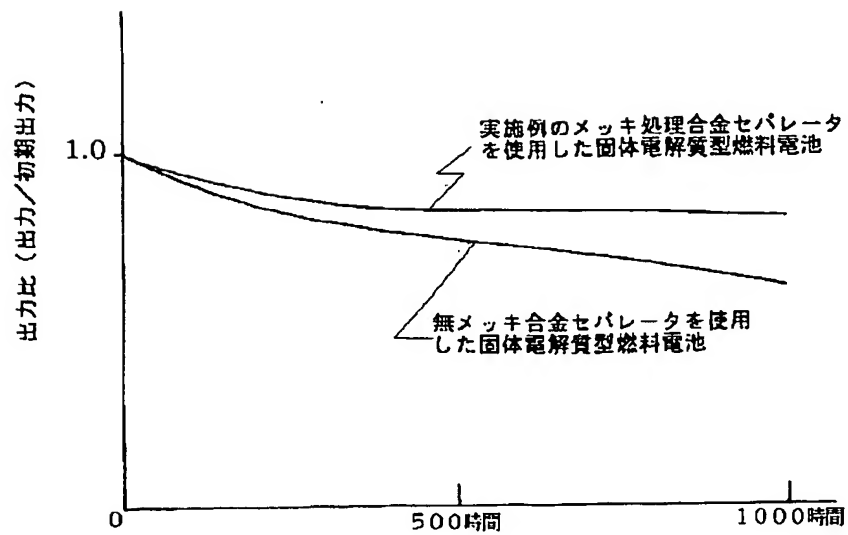 出力比(出力/初期出力)
1.0
実施例のメッキ処理合金セパレータ
を使用した固体電解質型燃料電池
無メッキ合金セパレータを使用
した固体電解質型燃料電池
0
500時間
1000時間